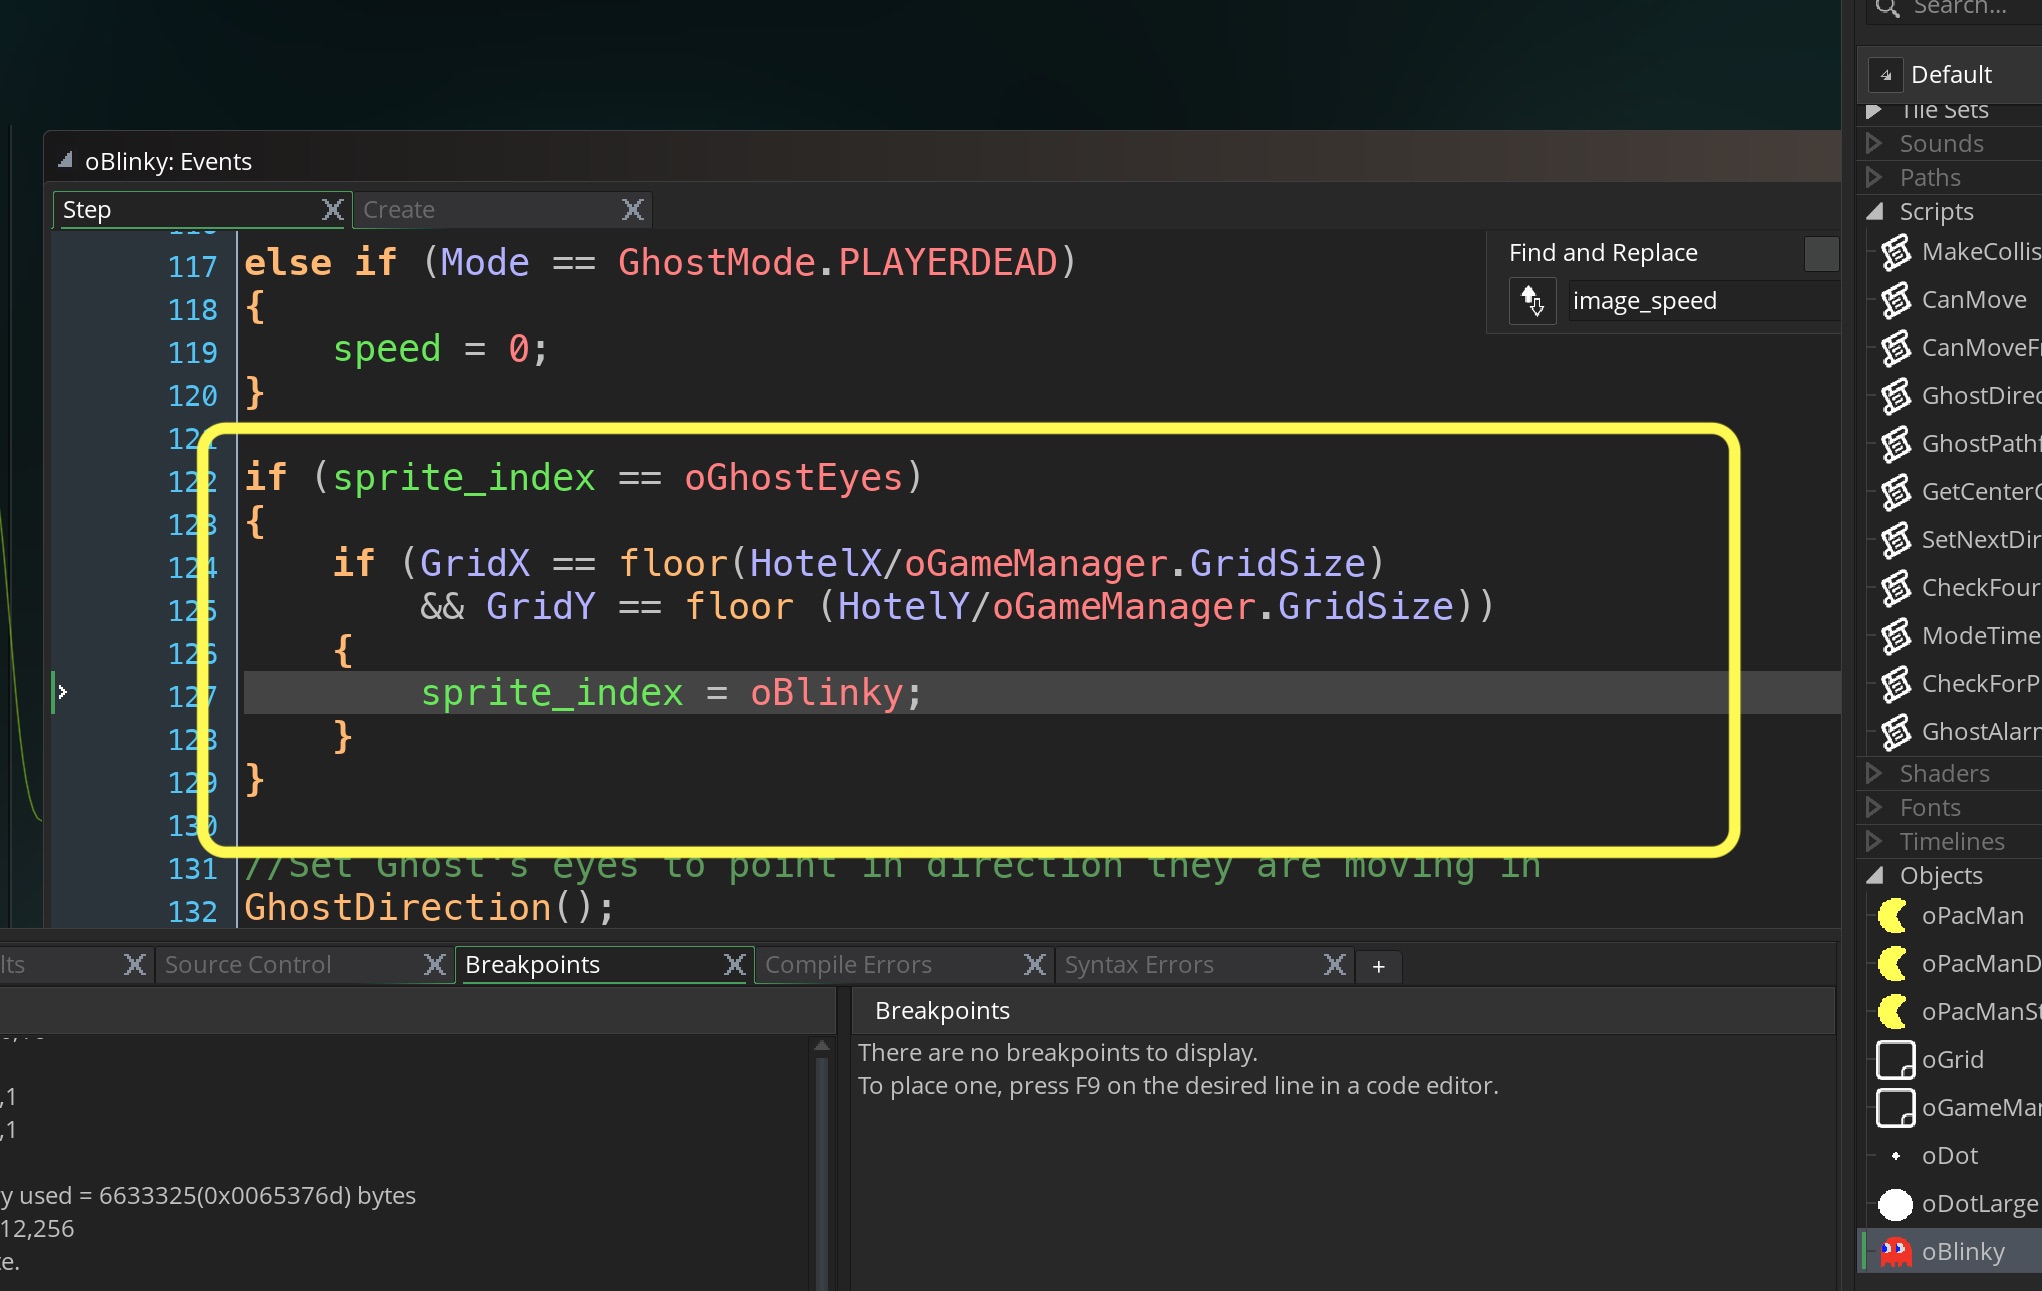 Search...
Default
Tile Sets
Sounds
Paths
Scripts
MakeCollis
CanMove
CanMoveFr
GhostDirec
GhostPathf
GetCenterC
SetNextDir
CheckFour
ModeTime
CheckForP
GhostAlarm
Shaders
Fonts
Timelines
Objects
oPacMan
oPacManD
oPacManSt
oGrid
oGameMan
oDot
oDotLarge
oBlinky
oBlinky: Events
Step Create
Find and Replace
image_speed
117 else if (Mode == GhostMode.PLAYERDEAD)
118 {
119 speed = 0;
120 }
121
122 if (sprite_index == oGhostEyes)
123 {
124 if (GridX == floor(HotelX/oGameManager.GridSize)
125 && GridY == floor (HotelY/oGameManager.GridSize))
126 {
127 sprite_index = oBlinky;
128 }
129 }
130
131 //Set Ghost's eyes to point in direction they are moving in
132 GhostDirection();
lts Source Control Breakpoints Compile Errors Syntax Errors +
Breakpoints
There are no breakpoints to display.
To place one, press F9 on the desired line in a code editor.
,1
,1
y used = 6633325(0x0065376d) bytes
12,256
te.